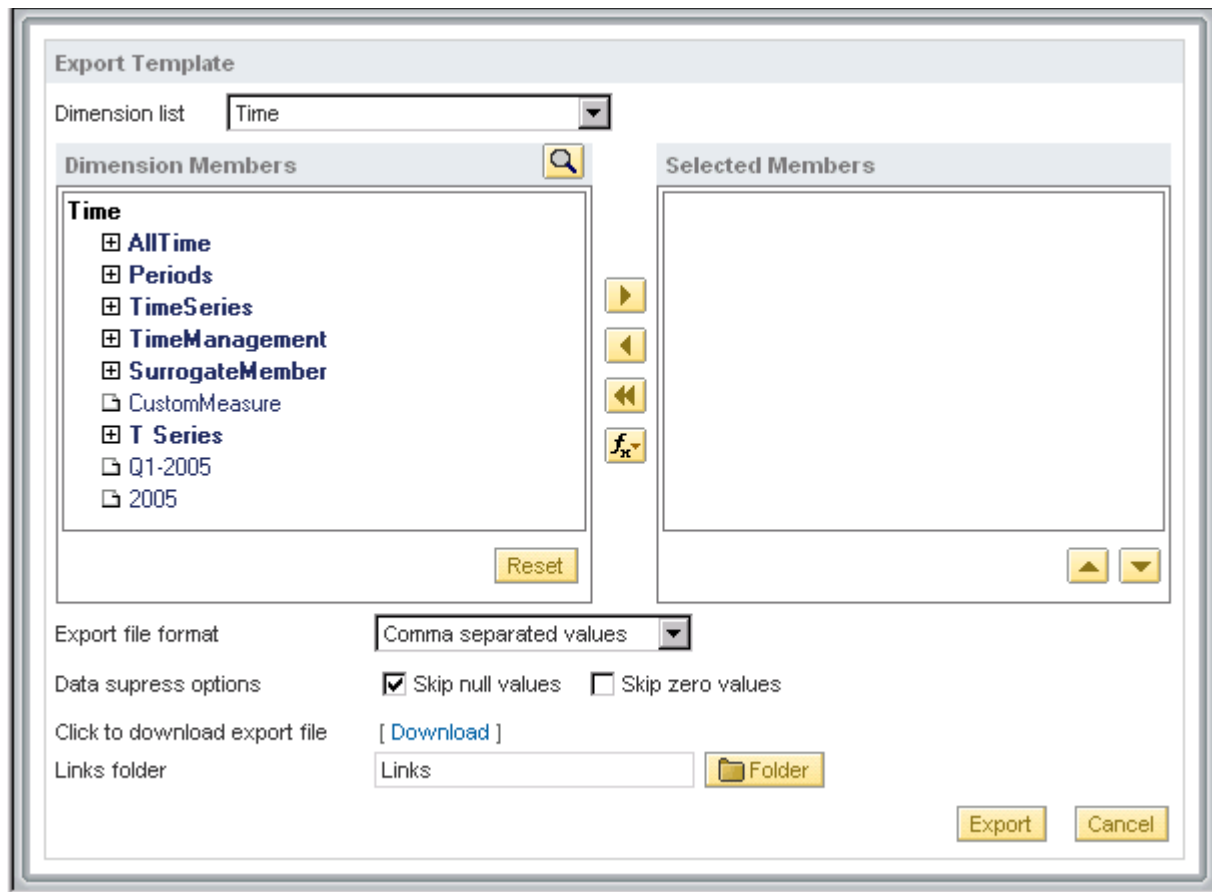 Export Template
Dimension list Time
Dimension Members
Selected Members
Time
AllTime
Periods
TimeSeries
TimeManagement
SurrogateMember
CustomMeasure
T Series
Q1-2005
2005
fx
Reset
Export file format Comma separated values
Data supress options Skip null values Skip zero values
Click to download export file [ Download ]
Links folder Links Folder
Export Cancel